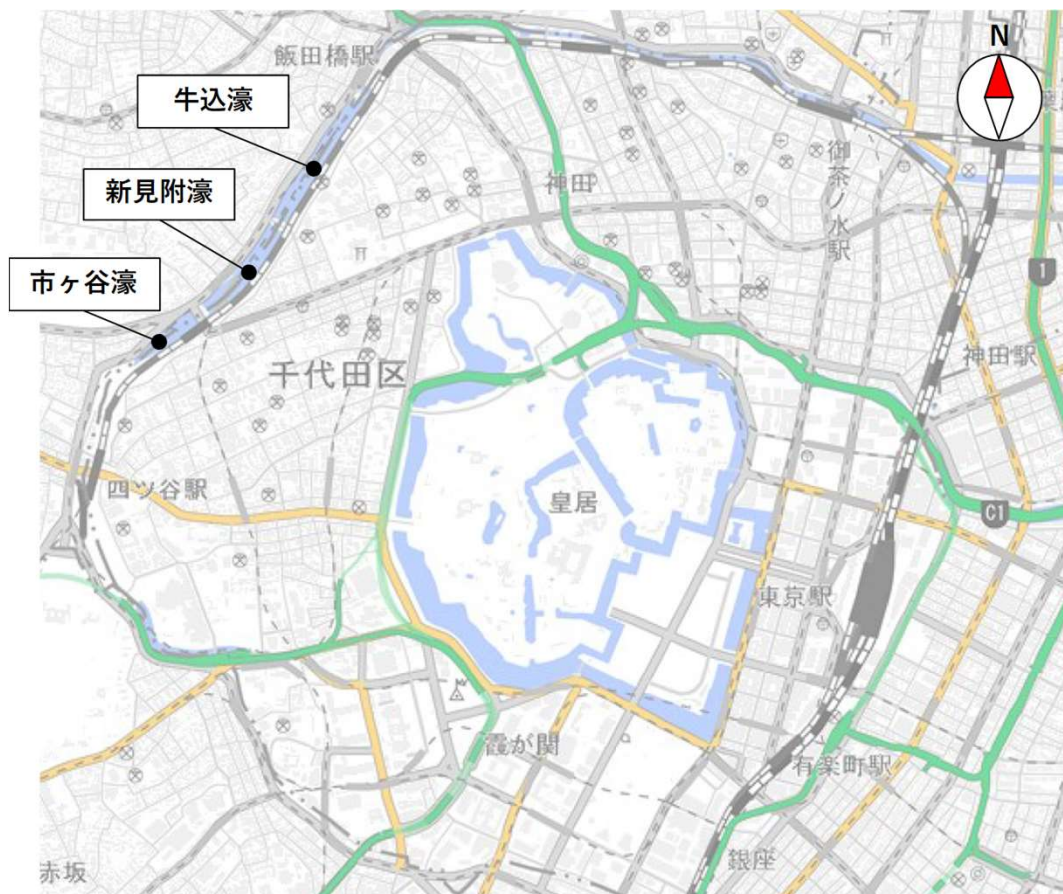 飯田橋駅
N
牛込濠
御茶ノ水駅
神田
新見附濠
1
市ヶ谷濠
神田駅
千代田区
四ツ谷駅
皇居
C1
東京駅
霞が関
有楽町駅
銀座
赤坂